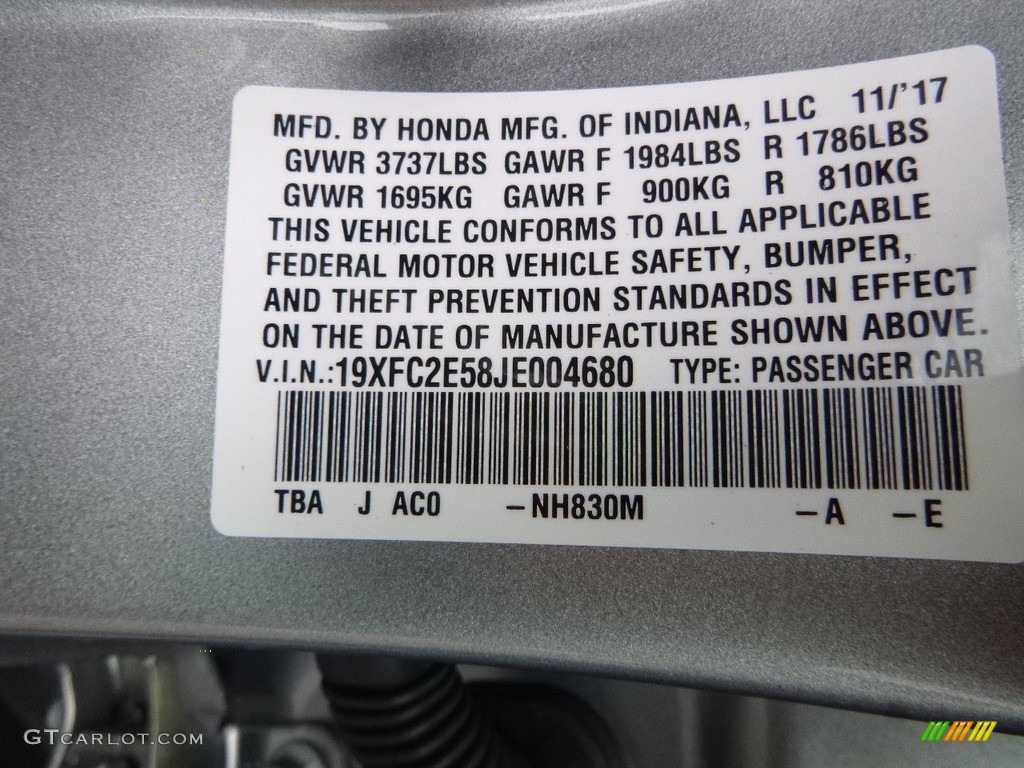 MFD. BY HONDA MFG. OF INDIANA, LLC 11/'17
GVWR 3737LBS GAWR F 1984LBS R 1786LBS
GVWR 1695KG GAWR F 900KG R 810KG
THIS VEHICLE CONFORMS TO ALL APPLICABLE
FEDERAL MOTOR VEHICLE SAFETY, BUMPER,
AND THEFT PREVENTION STANDARDS IN EFFECT
ON THE DATE OF MANUFACTURE SHOWN ABOVE.
V.I.N.:19XFC2E58JE004680 TYPE: PASSENGER CAR
TBA J AC0 -NH830M -A -E
GTCARLOT.COM